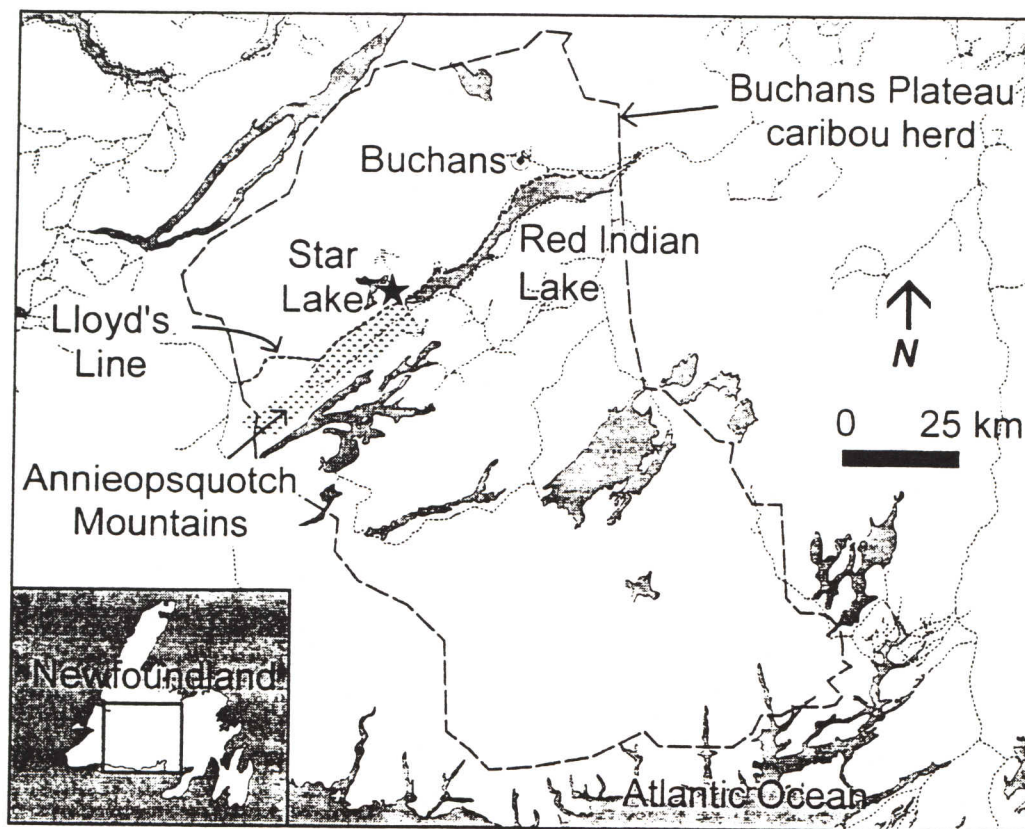 Buchans Plateau
caribou herd
Buchans
Red Indian
Lake
Star
Lake
Lloyd's
Line
N
0 25 km
Annieopsquotch
Mountains
Newfoundland
Atlantic Ocean